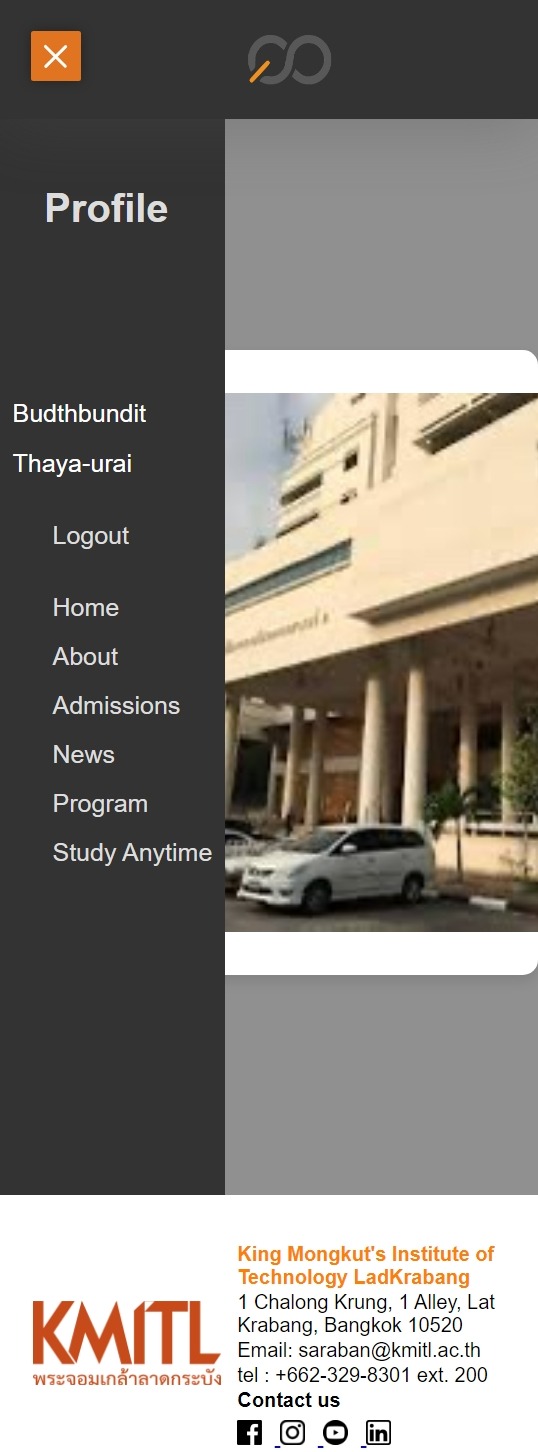 Profile
Budthbundit
Thaya-urai
Logout
Home
About
Admissions
News
Program
Study Anytime
KMITL
พระจอมเกล้าลาดกระบัง
King Mongkut's Institute of
Technology LadKrabang
1 Chalong Krung, 1 Alley, Lat
Krabang, Bangkok 10520
Email: saraban@kmitl.ac.th
tel : +662-329-8301 ext. 200
Contact us